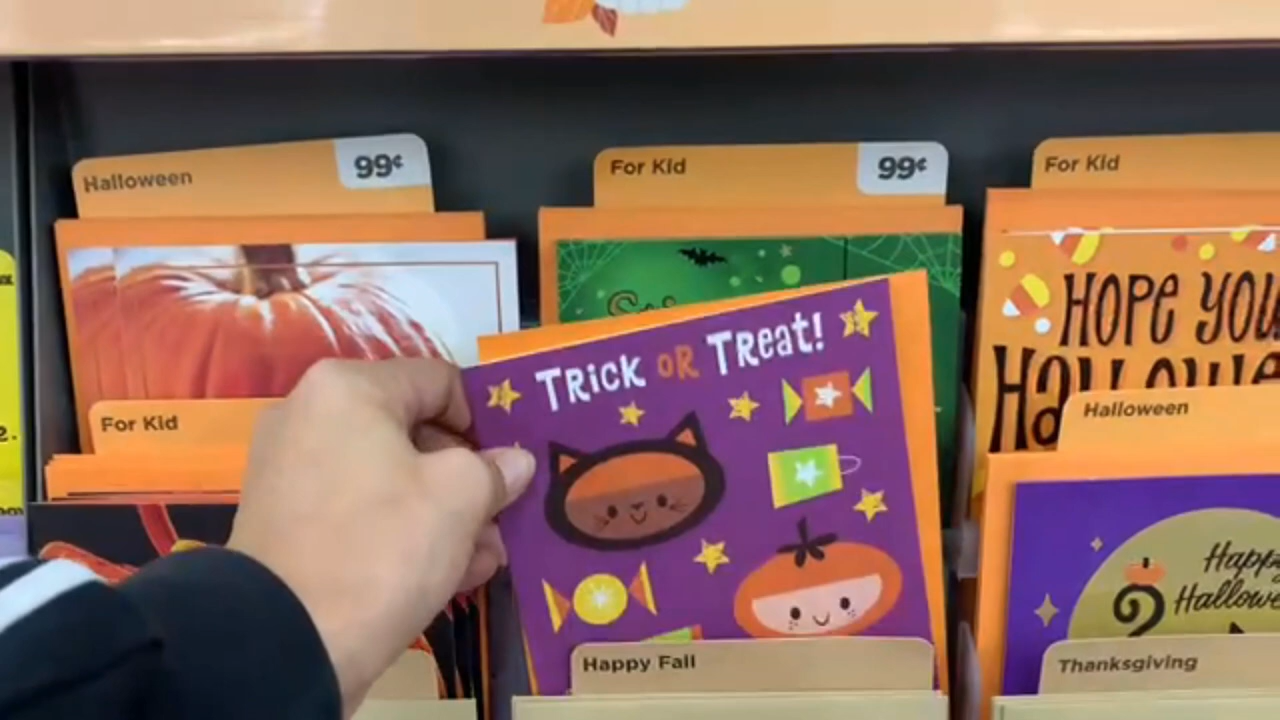 Halloween
99¢
For Kid
99¢
For Kid
HOPE YOU
TRICK OR TREAT!
For Kid
Halloween
2.
Happy
Happy Fall
Thanksgiving